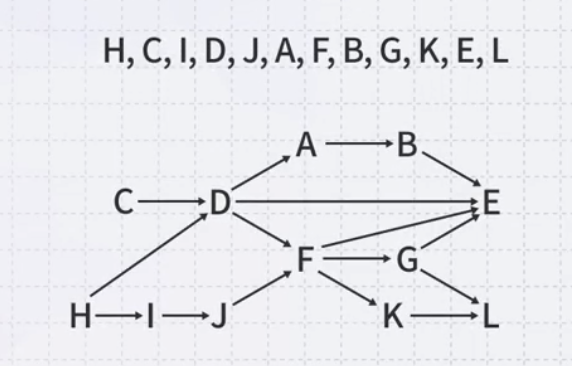 H, C, I, D, J, A, F, B, G, K, E, L
A B
C D E
F G
H I J K L